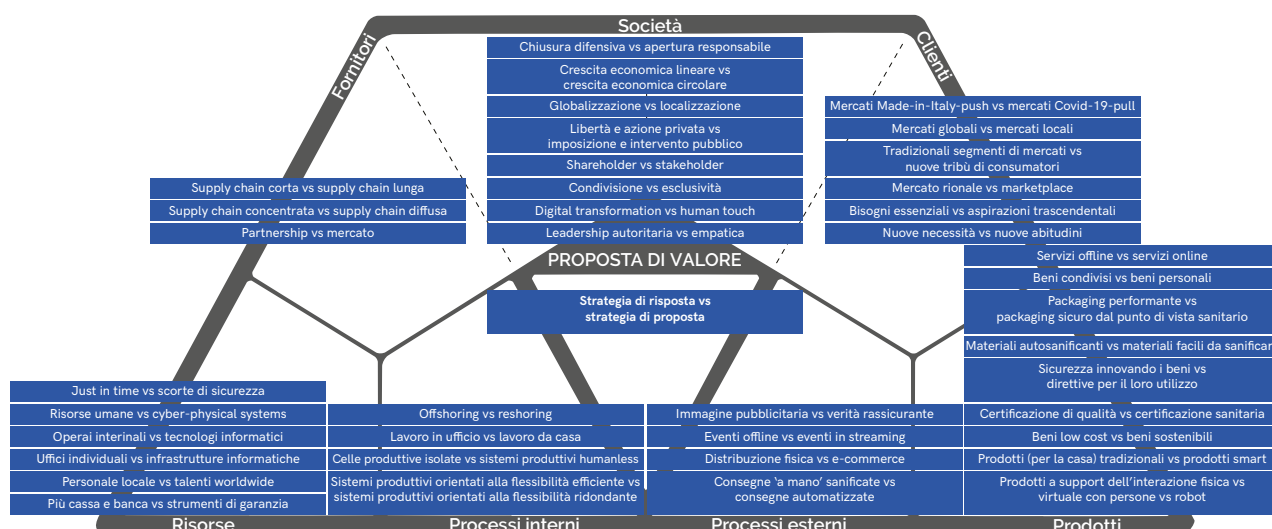 Società
Fornitori
Clienti
Chiusura difensiva vs apertura responsabile
Crescita economica lineare vs
crescita economica circolare
Globalizzazione vs localizzazione
Libertà e azione privata vs
imposizione e intervento pubblico
Shareholder vs stakeholder
Condivisione vs esclusività
Digital transformation vs human touch
Leadership autoritaria vs empatica
Mercati Made-in-Italy-push vs mercati Covid-19-pull
Mercati globali vs mercati locali
Tradizionali segmenti di mercati vs
nuove tribù di consumatori
Mercato rionale vs marketplace
Bisogni essenziali vs aspirazioni trascendentali
Nuove necessità vs nuove abitudini
Supply chain corta vs supply chain lunga
Supply chain concentrata vs supply chain diffusa
Partnership vs mercato
PROPOSTA DI VALORE
Strategia di risposta vs
strategia di proposta
Servizi offline vs servizi online
Beni condivisi vs beni personali
Packaging performante vs
packaging sicuro dal punto di vista sanitario
Materiali autosanificanti vs materiali facili da sanificar
Sicurezza innovando i beni vs
direttive per il loro utilizzo
Certificazione di qualità vs certificazione sanitaria
Beni low cost vs beni sostenibili
Prodotti (per la casa) tradizionali vs prodotti smart
Prodotti a support dell'interazione fisica vs
virtuale con persone vs robot
Just in time vs scorte di sicurezza
Risorse umane vs cyber-physical systems
Operai interinali vs tecnologi informatici
Uffici individuali vs infrastrutture informatiche
Personale locale vs talenti worldwide
Più cassa e banca vs strumenti di garanzia
Offshoring vs reshoring
Lavoro in ufficio vs lavoro da casa
Celle produttive isolate vs sistemi produttivi humanless
Sistemi produttivi orientati alla flessibilità efficiente vs
sistemi produttivi orientati alla flessibilità ridondante
Immagine pubblicitaria vs verità rassicurante
Eventi offline vs eventi in streaming
Distribuzione fisica vs e-commerce
Consegne 'a mano' sanificate vs
consegne automatizzate
Risorse
Processi interni
Processi esterni
Prodotti